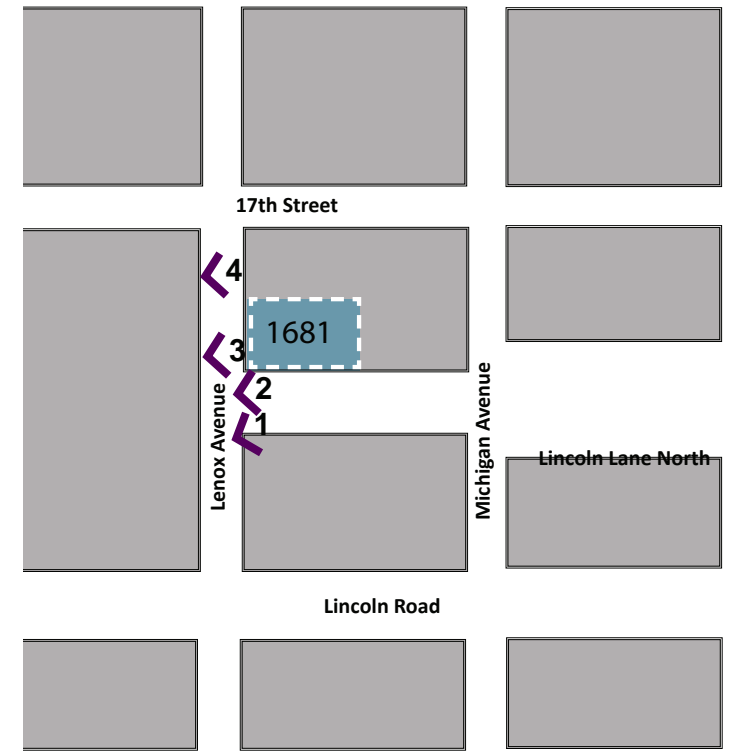 17th Street
4
1681
3
2
1
Lenox Avenue
Michigan Avenue
Lincoln Lane North
Lincoln Road